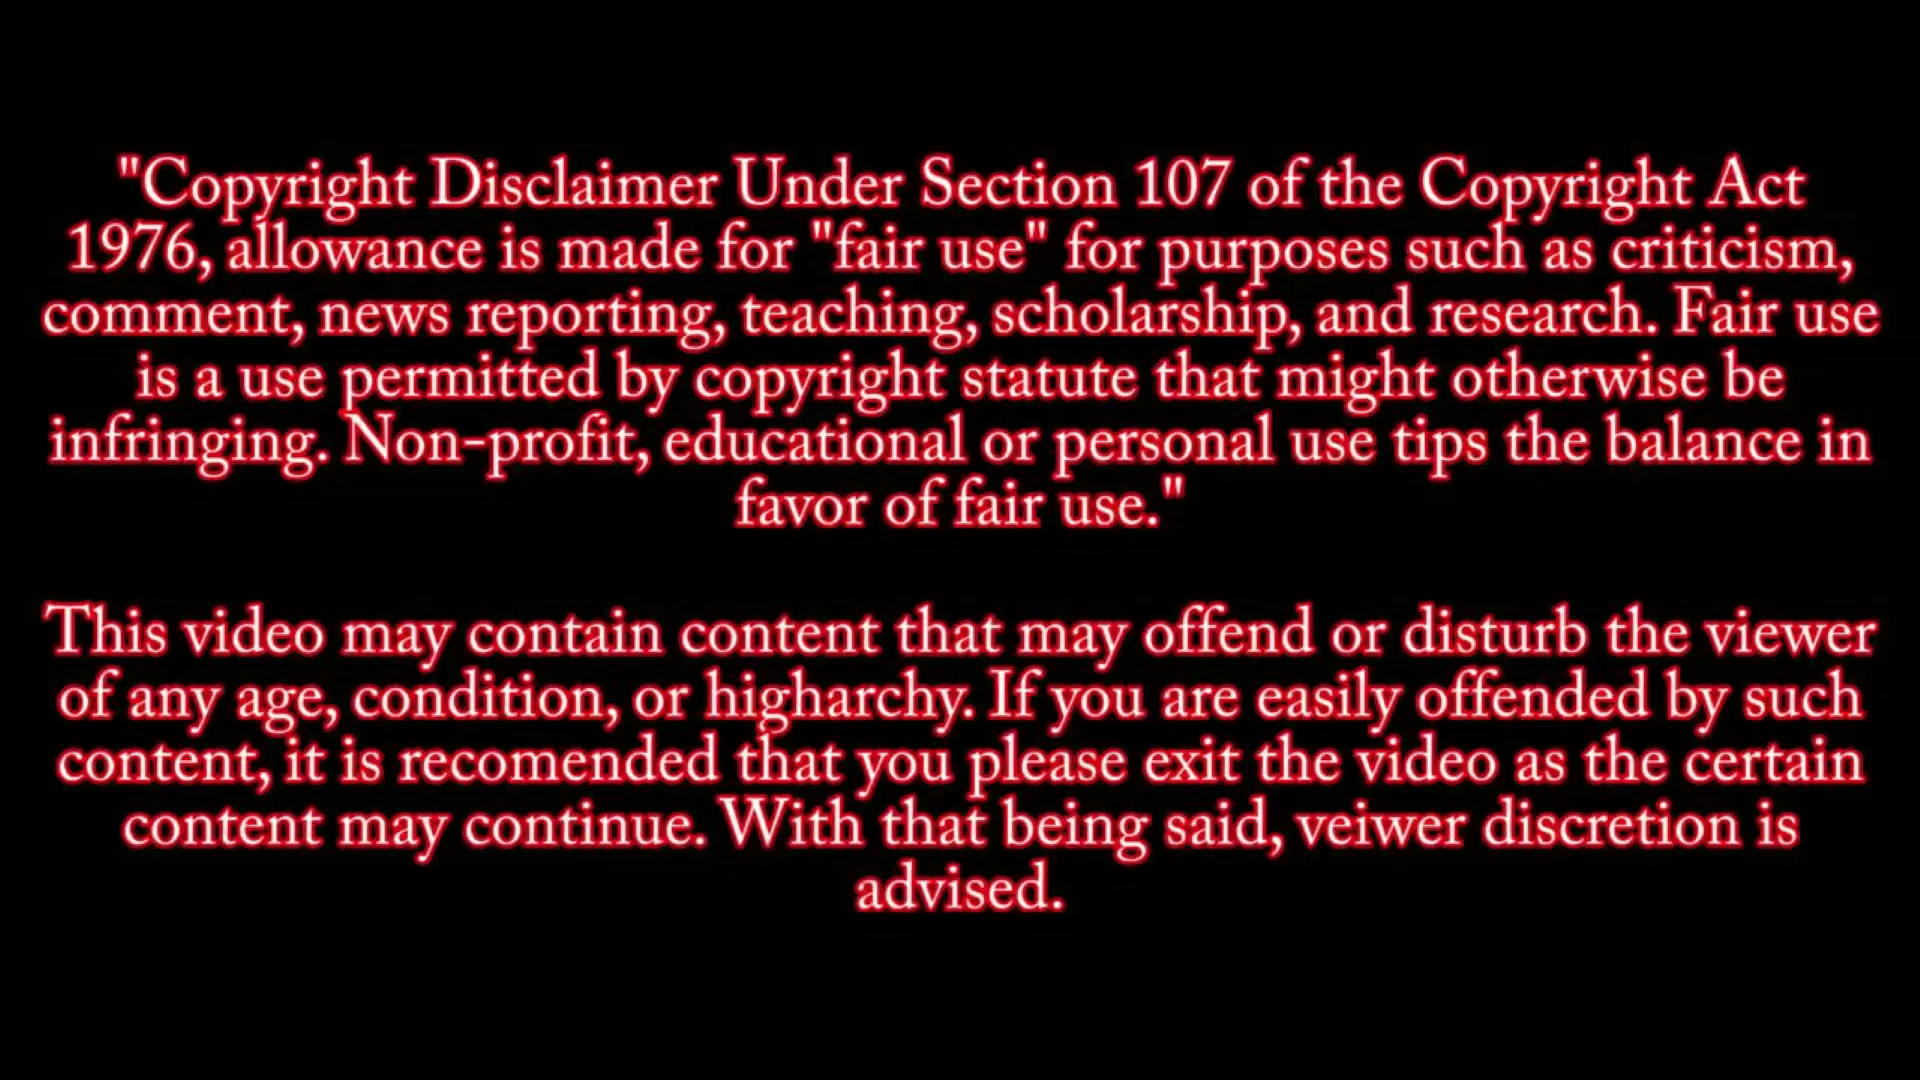 "Copyright Disclaimer Under Section 107 of the Copyright Act
1976, allowance is made for "fair use" for purposes such as criticism,
comment, news reporting, teaching, scholarship, and research. Fair use
is a use permitted by copyright statute that might otherwise be
infringing. Non-profit, educational or personal use tips the balance in
favor of fair use."
This video may contain content that may offend or disturb the viewer
of any age, condition, or higharchy. If you are easily offended by such
content, it is recomended that you please exit the video as the certain
content may continue. With that being said, veiwer discretion is
advised.